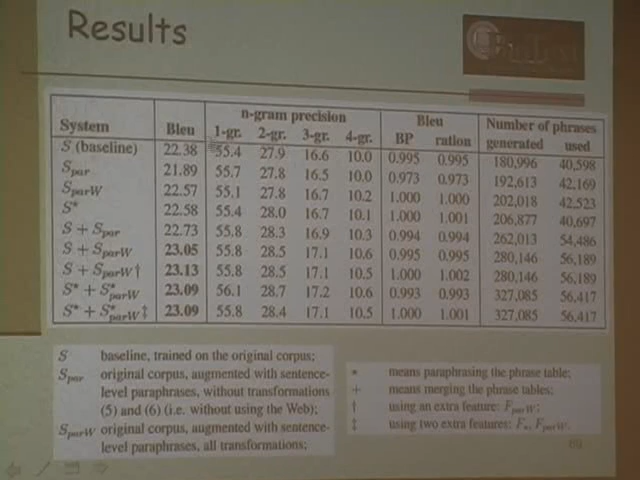 Results
BioText
n-gram precision Bleu Number of phrases
System Bleu 1-gr. 2-gr. 3-gr. 4-gr. BP ration generated used
S (baseline) 22.38 55.4 27.9 16.6 10.0 0.995 0.995 180,996 40,598
Spar 21.89 55.7 27.8 16.5 10.0 0.973 0.973 192,613 42,169
SparW 22.57 55.1 27.8 16.7 10.2 1.000 1.000 202,018 42,523
S* 22.58 55.4 28.0 16.7 10.1 1.000 1.001 206,877 40,697
S + Spar 22.73 55.8 28.3 16.9 10.3 0.994 0.994 262,013 54,486
S + SparW 23.05 55.8 28.5 17.1 10.6 0.995 0.995 280,146 56,189
S + SparW† 23.13 55.8 28.5 17.1 10.5 1.000 1.002 280,146 56,189
S* + S*parW 23.09 56.1 28.7 17.2 10.6 0.993 0.993 327,085 56,417
S* + S*parW‡ 23.09 55.8 28.4 17.1 10.5 1.000 1.001 327,085 56,417
S baseline, trained on the original corpus;
Spar original corpus, augmented with sentence-
level paraphrases, without transformations
(5) and (6) (i.e. without using the Web);
SparW original corpus, augmented with sentence-
level paraphrases, all transformations;
* means paraphrasing the phrase table;
+ means merging the phrase tables;
† using an extra feature: FparW;
‡ using two extra features: F*, FparW.